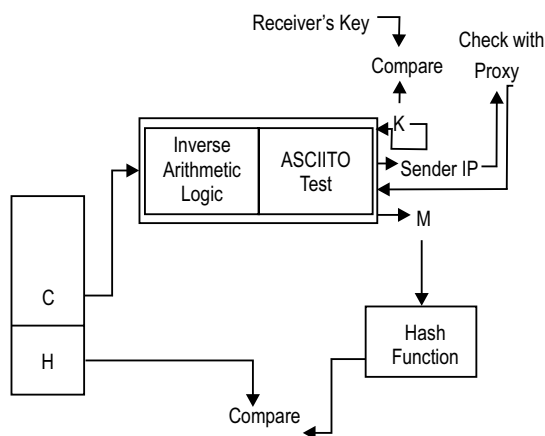 Receiver's Key
Check with
Proxy
Compare
K
Inverse
Arithmetic
Logic
ASCIITO
Test
Sender IP
M
C
H
Hash
Function
Compare